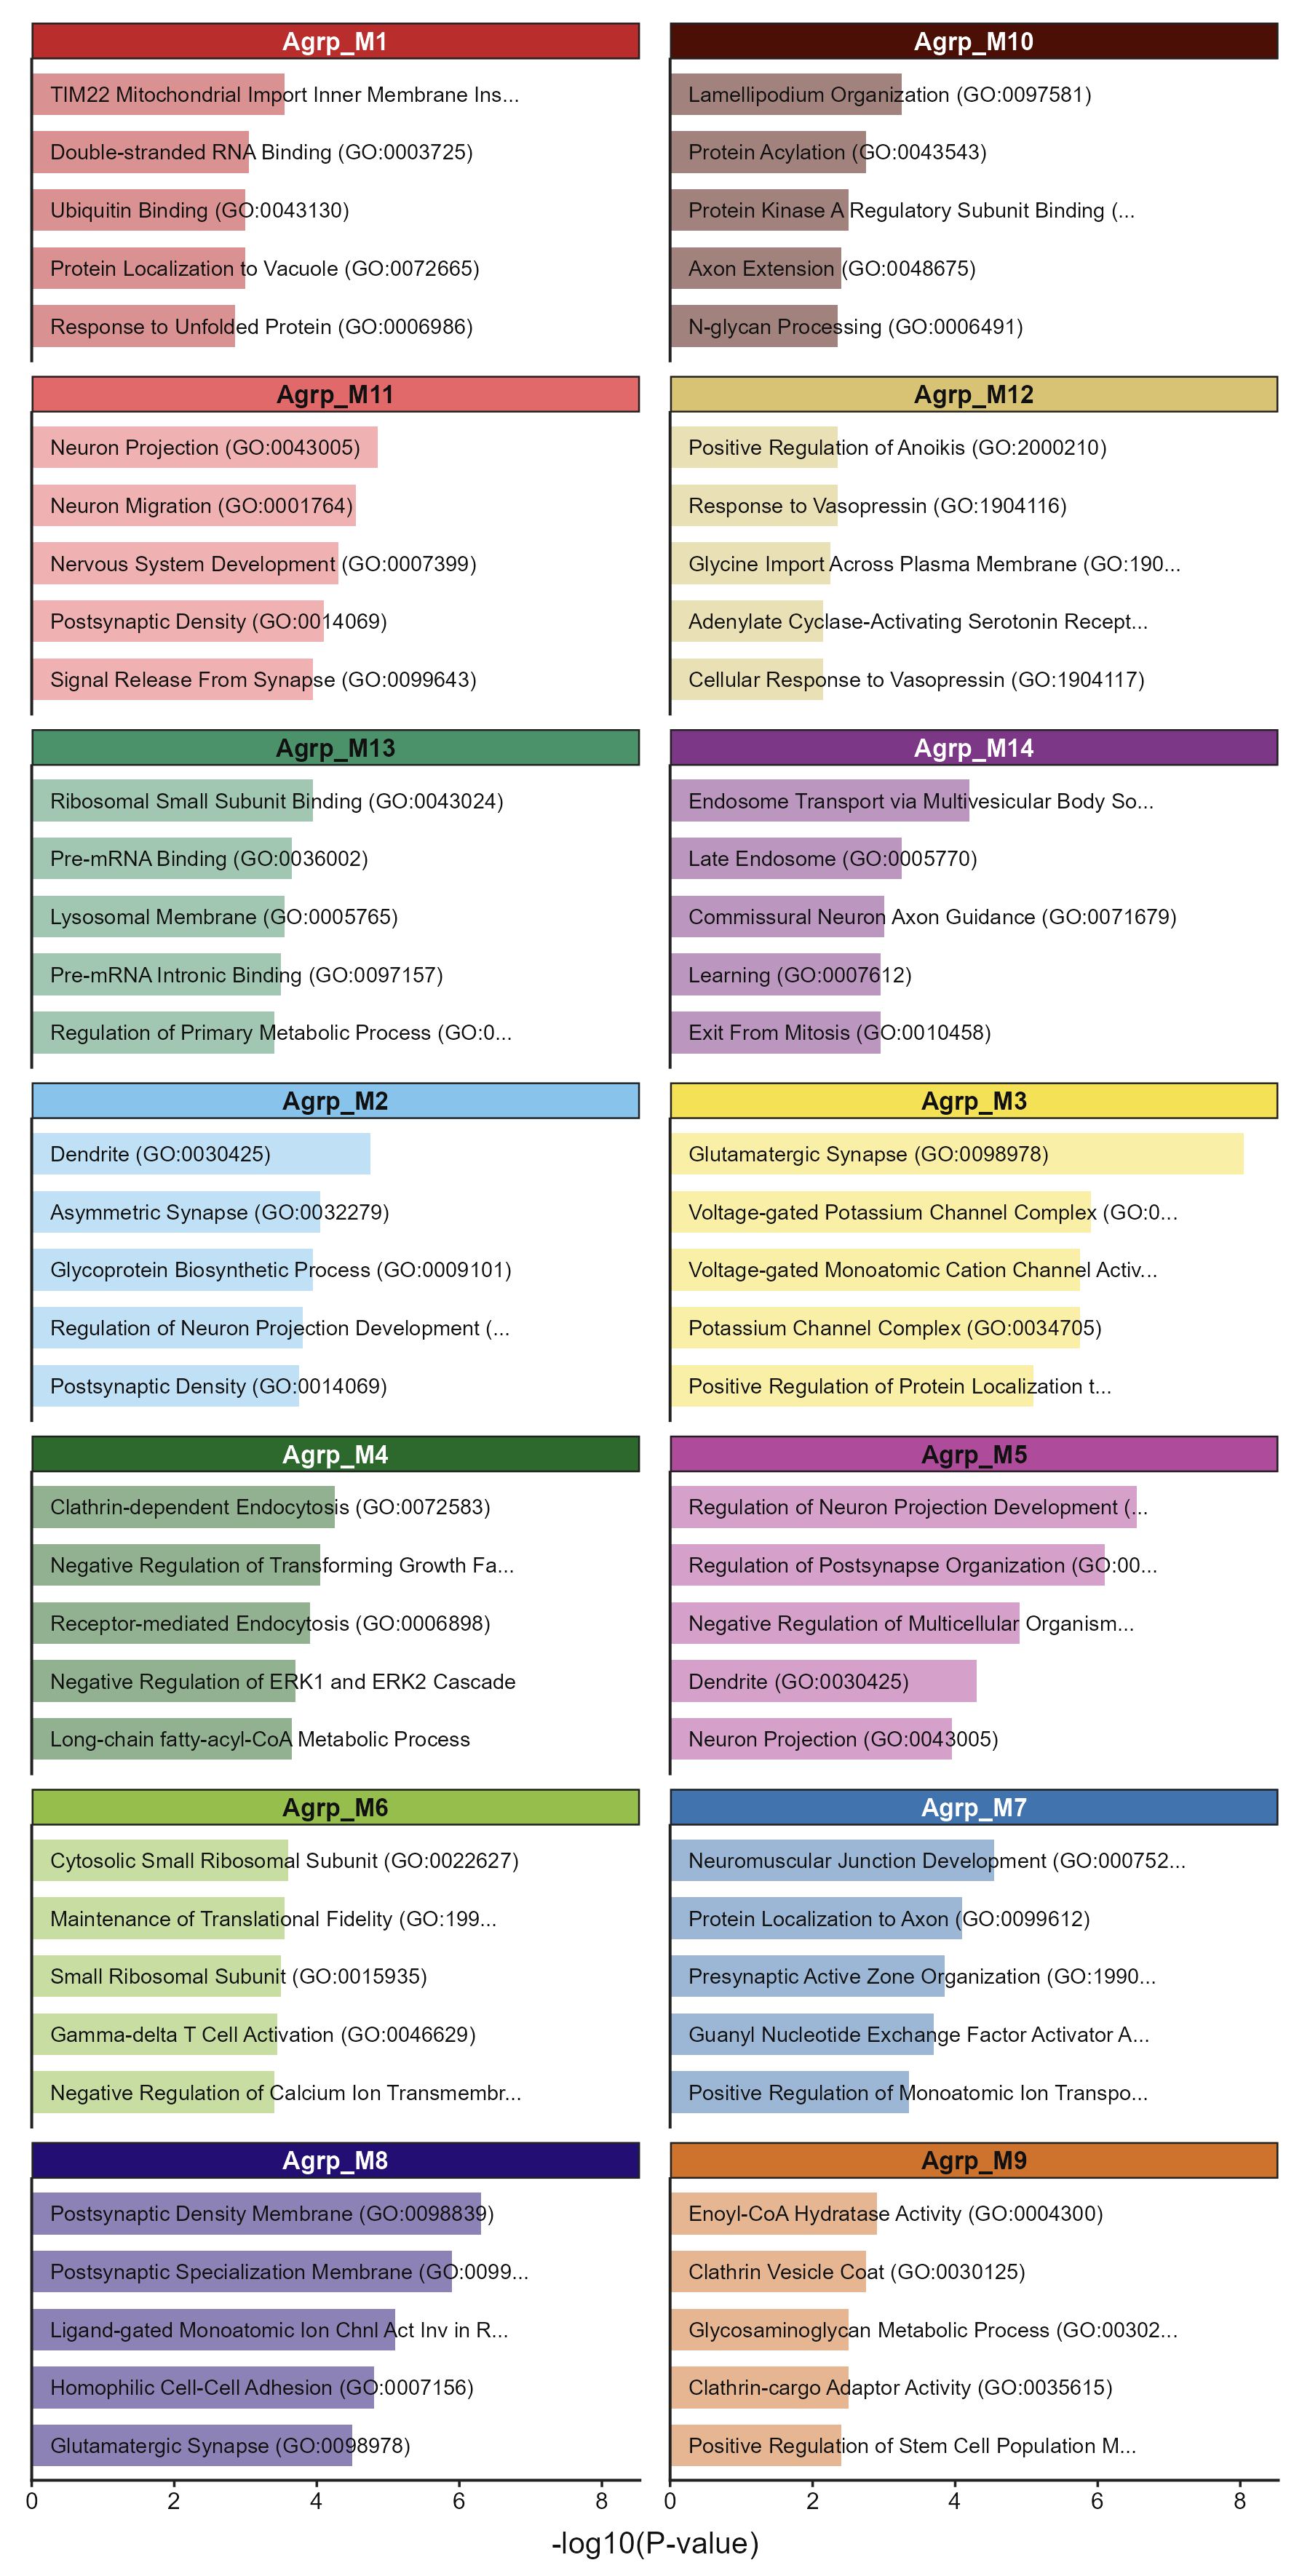 Agrp_M1
TIM22 Mitochondrial Import Inner Membrane Ins...
Double-stranded RNA Binding (GO:0003725)
Ubiquitin Binding (GO:0043130)
Protein Localization to Vacuole (GO:0072665)
Response to Unfolded Protein (GO:0006986)
Agrp_M10
Lamellipodium Organization (GO:0097581)
Protein Acylation (GO:0043543)
Protein Kinase A Regulatory Subunit Binding (...
Axon Extension (GO:0048675)
N-glycan Processing (GO:0006491)
Agrp_M11
Neuron Projection (GO:0043005)
Neuron Migration (GO:0001764)
Nervous System Development (GO:0007399)
Postsynaptic Density (GO:0014069)
Signal Release From Synapse (GO:0099643)
Agrp_M12
Positive Regulation of Anoikis (GO:2000210)
Response to Vasopressin (GO:1904116)
Glycine Import Across Plasma Membrane (GO:190...
Adenylate Cyclase-Activating Serotonin Recept...
Cellular Response to Vasopressin (GO:1904117)
Agrp_M13
Ribosomal Small Subunit Binding (GO:0043024)
Pre-mRNA Binding (GO:0036002)
Lysosomal Membrane (GO:0005765)
Pre-mRNA Intronic Binding (GO:0097157)
Regulation of Primary Metabolic Process (GO:0...
Agrp_M14
Endosome Transport via Multivesicular Body So...
Late Endosome (GO:0005770)
Commissural Neuron Axon Guidance (GO:0071679)
Learning (GO:0007612)
Exit From Mitosis (GO:0010458)
Agrp_M2
Dendrite (GO:0030425)
Asymmetric Synapse (GO:0032279)
Glycoprotein Biosynthetic Process (GO:0009101)
Regulation of Neuron Projection Development (...
Postsynaptic Density (GO:0014069)
Agrp_M3
Glutamatergic Synapse (GO:0098978)
Voltage-gated Potassium Channel Complex (GO:0...
Voltage-gated Monoatomic Cation Channel Activ...
Potassium Channel Complex (GO:0034705)
Positive Regulation of Protein Localization t...
Agrp_M4
Clathrin-dependent Endocytosis (GO:0072583)
Negative Regulation of Transforming Growth Fa...
Receptor-mediated Endocytosis (GO:0006898)
Negative Regulation of ERK1 and ERK2 Cascade
Long-chain fatty-acyl-CoA Metabolic Process
Agrp_M5
Regulation of Neuron Projection Development (...
Regulation of Postsynapse Organization (GO:00...
Negative Regulation of Multicellular Organism...
Dendrite (GO:0030425)
Neuron Projection (GO:0043005)
Agrp_M6
Cytosolic Small Ribosomal Subunit (GO:0022627)
Maintenance of Translational Fidelity (GO:199...
Small Ribosomal Subunit (GO:0015935)
Gamma-delta T Cell Activation (GO:0046629)
Negative Regulation of Calcium Ion Transmembr...
Agrp_M7
Neuromuscular Junction Development (GO:000752...
Protein Localization to Axon (GO:0099612)
Presynaptic Active Zone Organization (GO:1990...
Guanyl Nucleotide Exchange Factor Activator A...
Positive Regulation of Monoatomic Ion Transpo...
Agrp_M8
Postsynaptic Density Membrane (GO:0098839)
Postsynaptic Specialization Membrane (GO:0099...
Ligand-gated Monoatomic Ion Chnl Act Inv in R...
Homophilic Cell-Cell Adhesion (GO:0007156)
Glutamatergic Synapse (GO:0098978)
0 2 4 6 8
Agrp_M9
Enoyl-CoA Hydratase Activity (GO:0004300)
Clathrin Vesicle Coat (GO:0030125)
Glycosaminoglycan Metabolic Process (GO:00302...
Clathrin-cargo Adaptor Activity (GO:0035615)
Positive Regulation of Stem Cell Population M...
0 2 4 6 8
-log10(P-value)